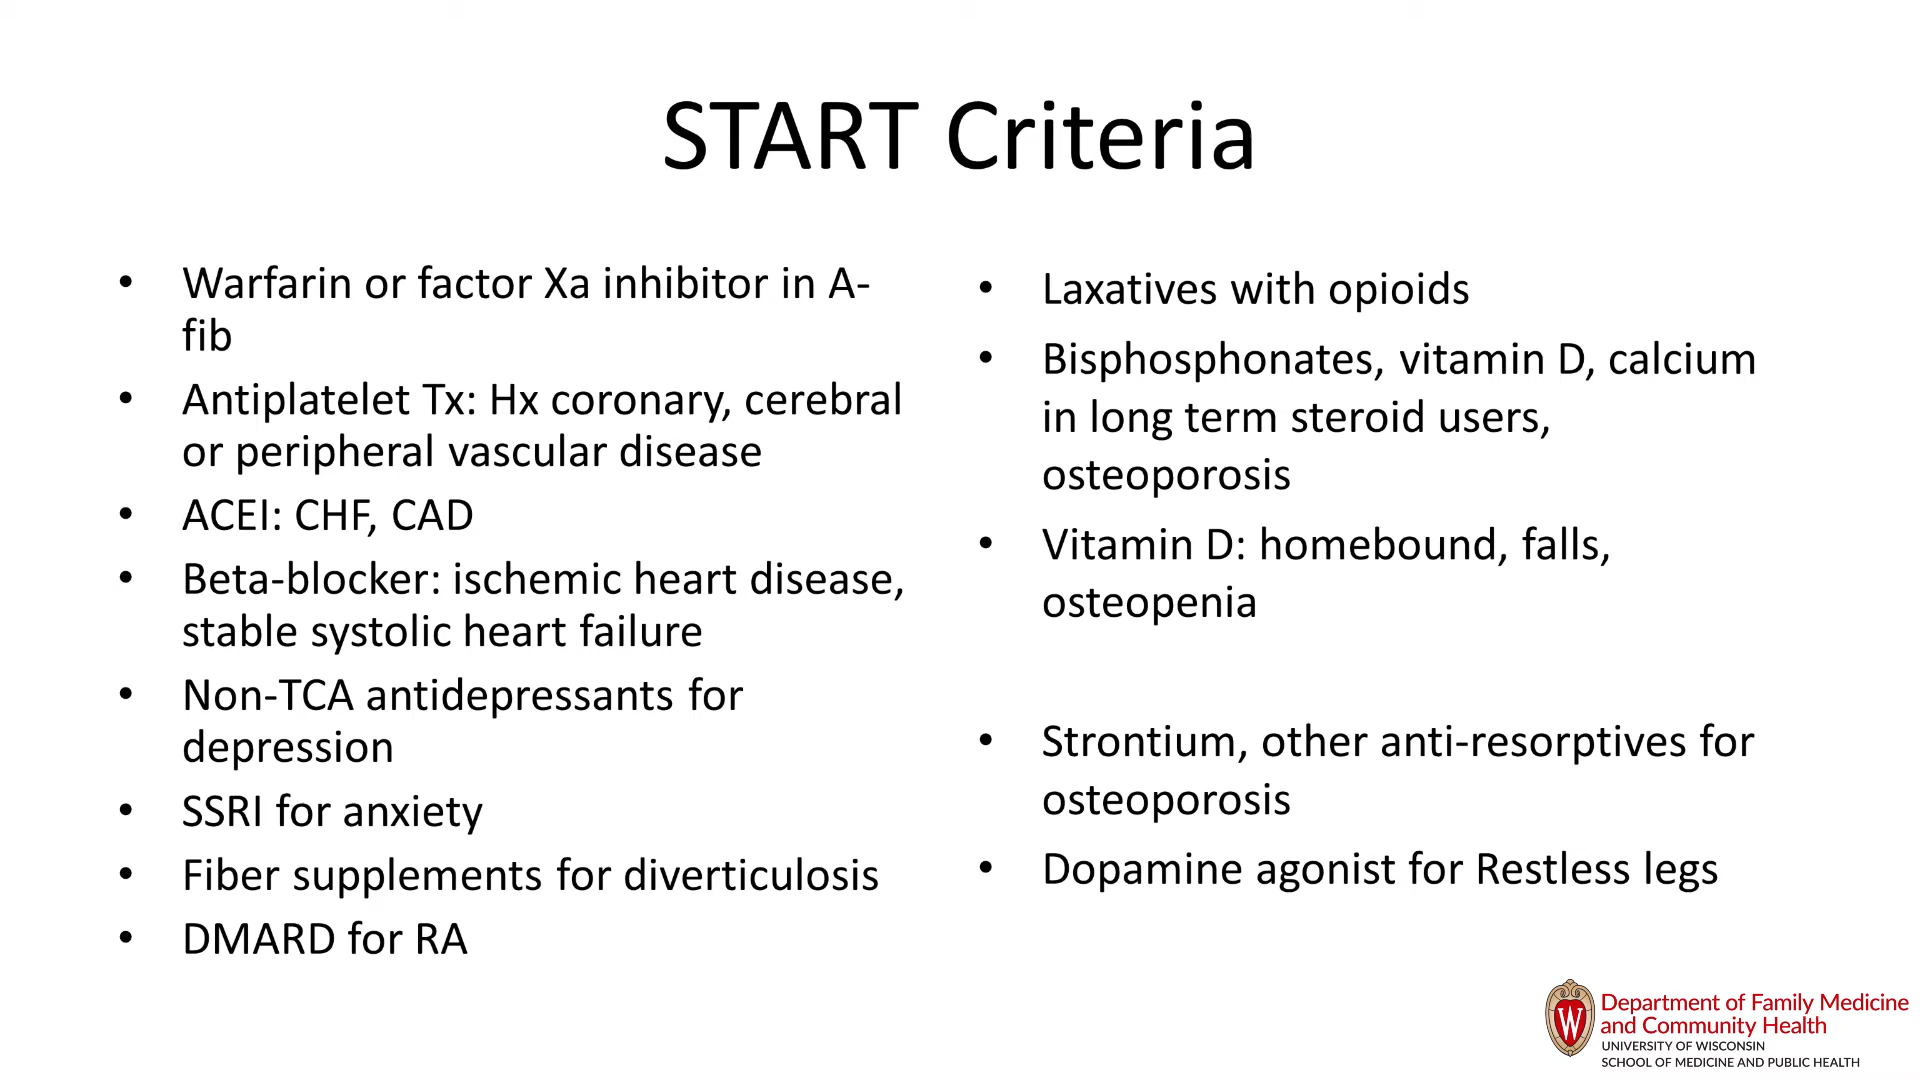 START Criteria
• Warfarin or factor Xa inhibitor in A-
fib
• Antiplatelet Tx: Hx coronary, cerebral
or peripheral vascular disease
• ACEI: CHF, CAD
• Beta-blocker: ischemic heart disease,
stable systolic heart failure
• Non-TCA antidepressants for
depression
• SSRI for anxiety
• Fiber supplements for diverticulosis
• DMARD for RA
• Laxatives with opioids
• Bisphosphonates, vitamin D, calcium
in long term steroid users,
osteoporosis
• Vitamin D: homebound, falls,
osteopenia
• Strontium, other anti-resorptives for
osteoporosis
• Dopamine agonist for Restless legs
W
Department of Family Medicine
and Community Health
UNIVERSITY OF WISCONSIN
SCHOOL OF MEDICINE AND PUBLIC HEALTH